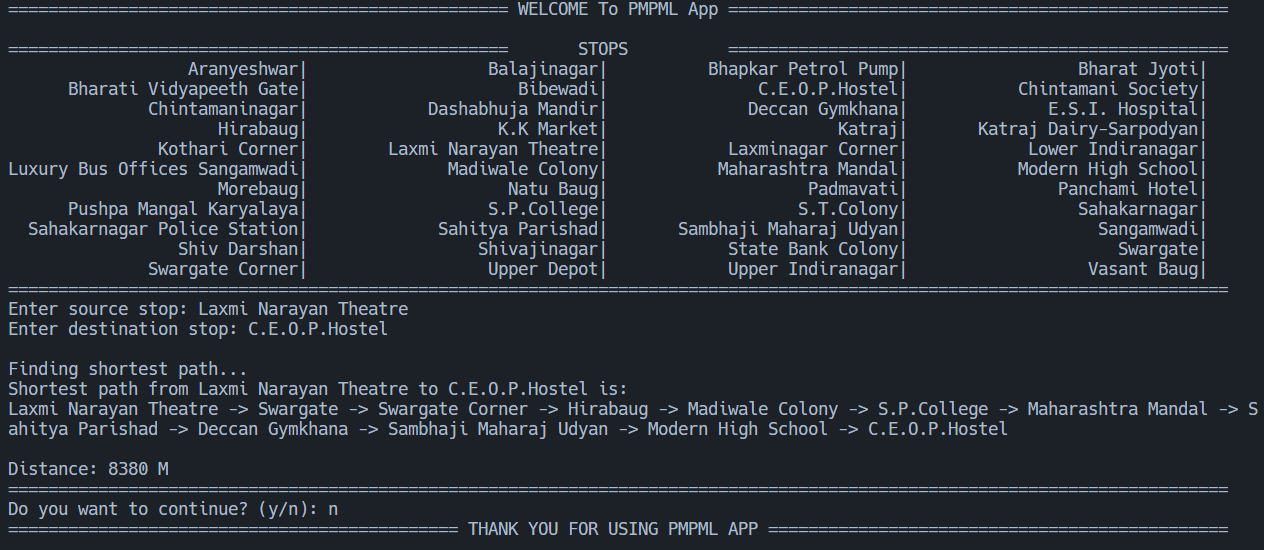 ================================================== WELCOME To PMPML App ==================================================
==================================================       STOPS          ==================================================
Aranyeshwar|                  Balajinagar|          Bhapkar Petrol Pump|                 Bharat Jyoti|
Bharati Vidyapeeth Gate|                     Bibewadi|               C.E.O.P.Hostel|           Chintamani Society|
Chintamaninagar|             Dashabhuja Mandir|            Deccan Gymkhana|               E.S.I. Hospital|
Hirabaug|                   K.K Market|                       Katraj|       Katraj Dairy-Sarpodyan|
Kothari Corner|        Laxmi Narayan Theatre|            Laxminagar Corner|            Lower Indiranagar|
Luxury Bus Offices Sangamwadi|              Madiwale Colony|           Maharashtra Mandal|           Modern High School|
Morebaug|                    Natu Baug|                    Padmavati|               Panchami Hotel|
Pushpa Mangal Karyalaya|                  S.P.College|                   S.T.Colony|                 Sahakarnagar|
Sahakarnagar Police Station|             Sahitya Parishad|       Sambhaji Maharaj Udyan|                   Sangamwadi|
Shiv Darshan|                 Shivajinagar|            State Bank Colony|                     Swargate|
Swargate Corner|                  Upper Depot|            Upper Indiranagar|                  Vasant Baug|
==========================================================================================================================
Enter source stop: Laxmi Narayan Theatre
Enter destination stop: C.E.O.P.Hostel
Finding shortest path...
Shortest path from Laxmi Narayan Theatre to C.E.O.P.Hostel is:
Laxmi Narayan Theatre -> Swargate -> Swargate Corner -> Hirabaug -> Madiwale Colony -> S.P.College -> Maharashtra Mandal -> S
ahitya Parishad -> Deccan Gymkhana -> Sambhaji Maharaj Udyan -> Modern High School -> C.E.O.P.Hostel
Distance: 8380 M
==========================================================================================================================
Do you want to continue? (y/n): n
============================================= THANK YOU FOR USING PMPML APP ==============================================